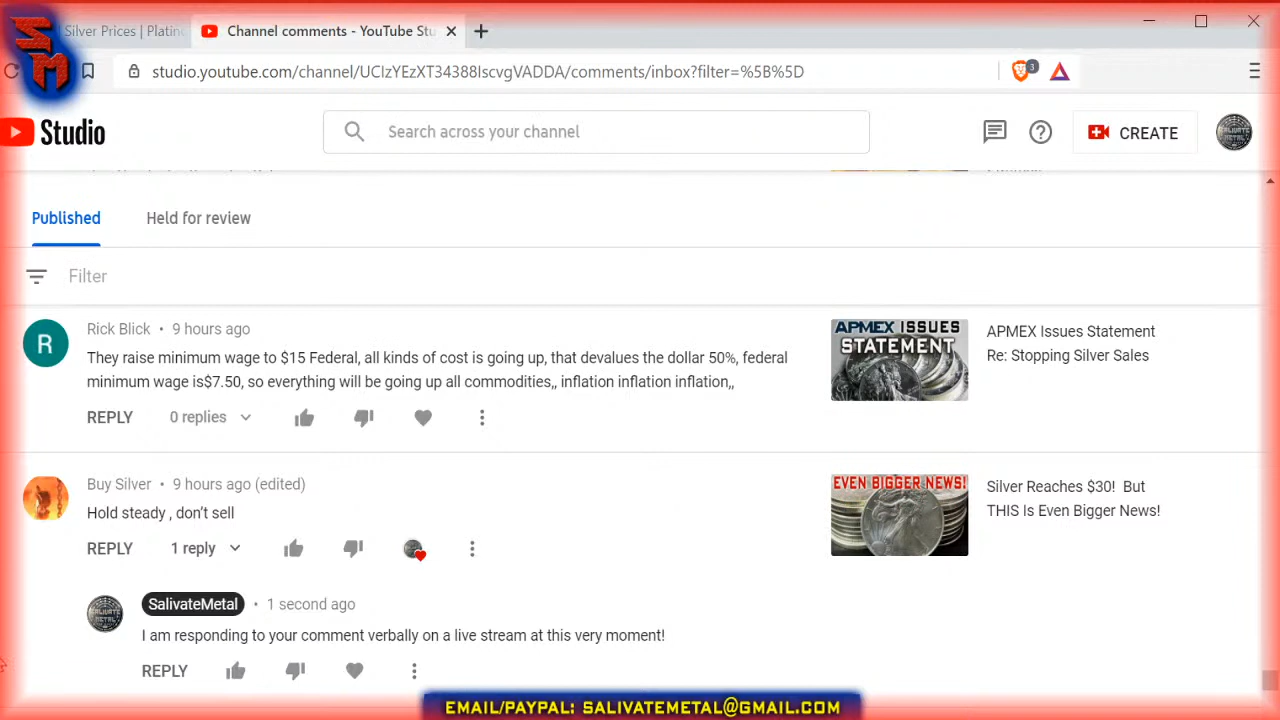 SM
Silver Prices | Platin
Channel comments - YouTube Stu
studio.youtube.com/channel/UCIzYEzXT34388IscvgVADDA/comments/inbox?filter=%5B%5D
3
Studio
Search across your channel
CREATE
Published
Held for review
Filter
R
Rick Blick • 9 hours ago
They raise minimum wage to $15 Federal, all kinds of cost is going up, that devalues the dollar 50%, federal
minimum wage is$7.50, so everything will be going up all commodities,, inflation inflation inflation,,
REPLY 0 replies
APMEX ISSUES
STATEMENT
APMEX Issues Statement
Re: Stopping Silver Sales
Buy Silver • 9 hours ago (edited)
Hold steady , don’t sell
REPLY 1 reply
EVEN BIGGER NEWS!
Silver Reaches $30! But
THIS Is Even Bigger News!
SalivateMetal • 1 second ago
I am responding to your comment verbally on a live stream at this very moment!
REPLY
EMAIL/PAYPAL: SALIVATEMETAL@GMAIL.COM